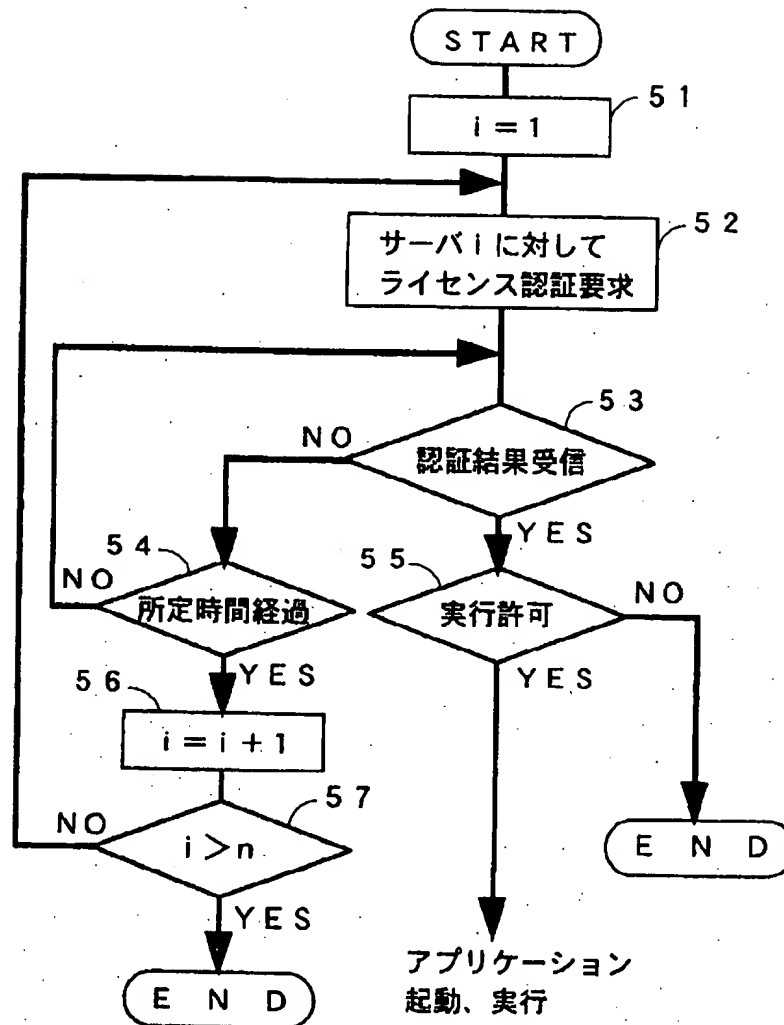 START
51
i=1
52
サーバiに対して
ライセンス認証要求
53
NO
認証結果受信
YES
54
NO
所定時間経過
YES
55
実行許可
NO
YES
56
i=i+1
57
NO
i>n
YES
END
END
アプリケーション
起動、実行